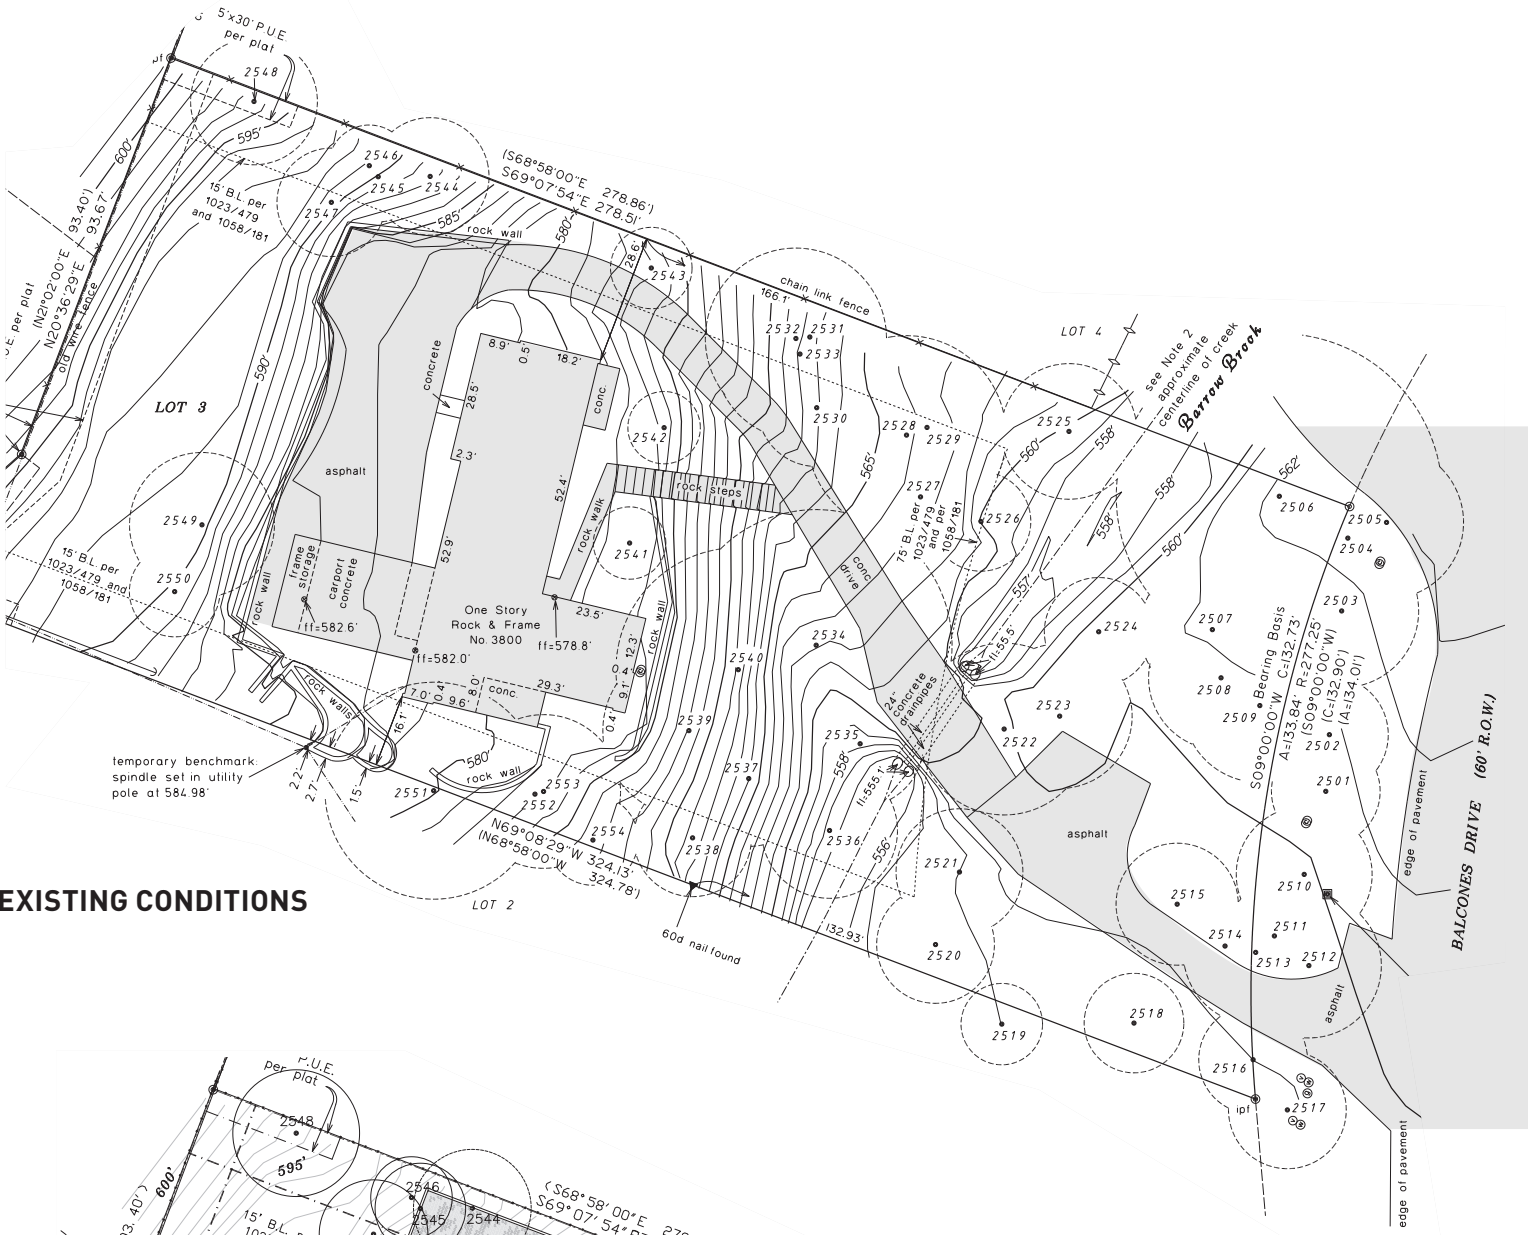 5'x30' P.U.E.
per plat
2548
600'
595'
15' B.L. per
1023/479
and 1058/181
2546
2545
2544
2547
585'
rock wall
(S68°58'00"E 278.86')
S69°07'54"E 278.51'
580'
28.6'
2543
chain link fence
166.1'
2532
2531
2533
2530
LOT 4
see Note 2
approximate
centerline of creek
Barrow Brook
E. per plat
(N21°02'00"E 93.40')
N20°36'29"E 93.67'
old wire fence
590'
LOT 3
concrete
8.9'
0.5'
18.2'
28.5'
conc.
2.3'
2542
52.4'
asphalt
rock steps
rock walk
2541
565'
2528
2529
2527
75' B.L. per
1023/479
and per
1058/181
2526
2525
560'
558'
558'
558'
557'
560'
562'
2506
2505
2504
2549
2550
15' B.L. per
1023/479 and
1058/181
rock wall
frame
storage
carport
concrete
52.9'
ff=582.6'
ff=582.0'
One Story
Rock & Frame
No. 3800
ff=578.8'
23.5'
12.3'
0.4'
9.1'
0.4'
rock wall
conc.
drive
2534
2540
fl=55.5'
2524
2507
2503
2508
2509
Bearing Basis
S09°00'00"W C=132.73'
A=133.84' R=277.25'
(S09°00'00"W)
(C=132.90')
(A=134.01')
2502
2501
rock walls
7.0'
0.4'
9.6'
8.0'
conc.
29.3'
16.1'
2539
24"
concrete
drainpipes
2523
2522
2535
558'
fl=555.1'
2537
temporary benchmark:
spindle set in utility
pole at 584.98'
2.2'
2.7'
1.5'
580'
rock wall
2551
2553
2552
2554
2538
2536
556'
2521
asphalt
edge of pavement
BALCONES DRIVE (60' R.O.W.)
N69°08'29"W 324.13'
(N68°58'00"W 324.78')
EXISTING CONDITIONS
LOT 2
60d nail found
132.93'
2520
2519
2518
2515
2514
2510
2511
2513
2512
asphalt
2516
2517
ipf
edge of pavement
P.U.E.
per plat
2548
600'
595'
2546
2545
2544
(S68°58'00"E
S69°07'54"
15' B.L.